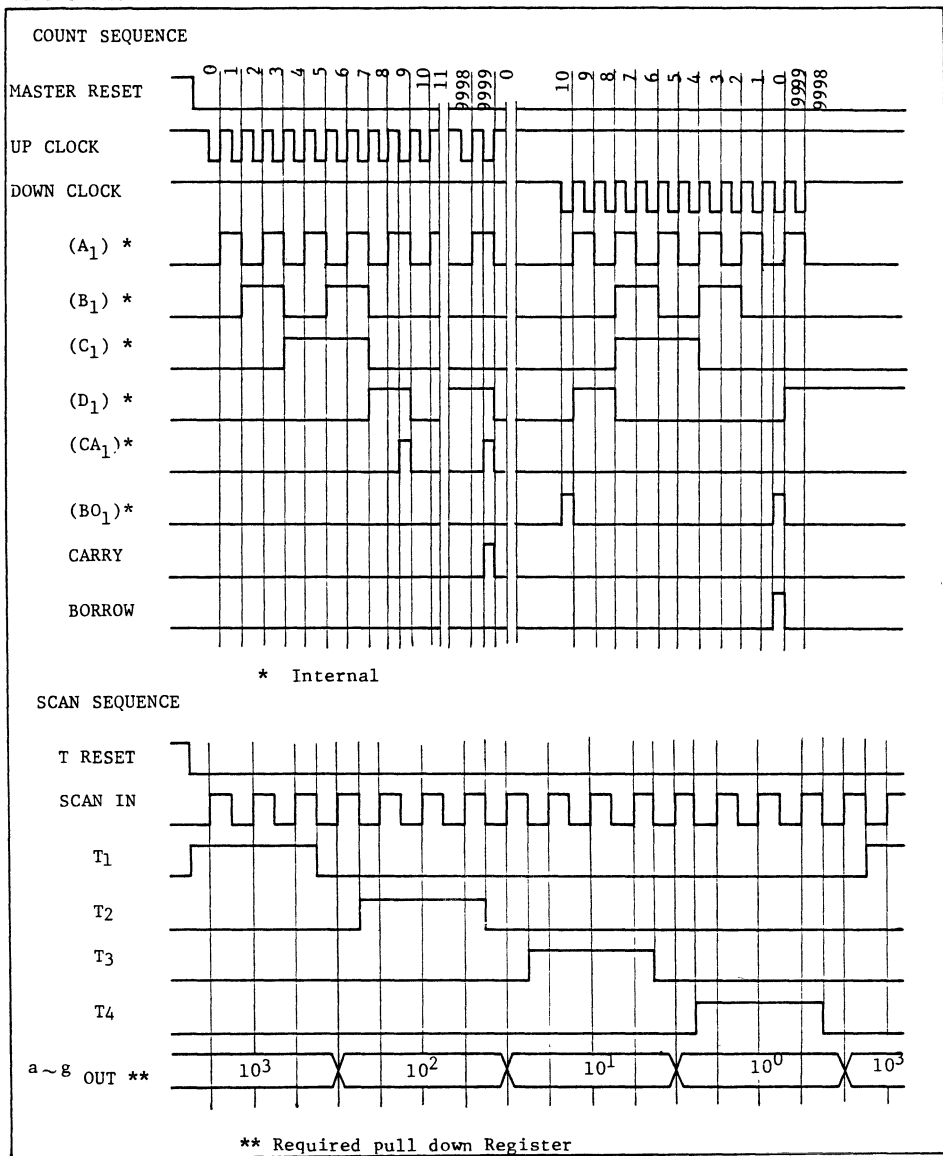 COUNT SEQUENCE
0 1 2 3 4 5 6 7 8 9 10 11 9998 9999 0 10 9 8 7 6 5 4 3 2 1 0 9999 9998
MASTER RESET
UP CLOCK
DOWN CLOCK
(A1) *
(B1) *
(C1) *
(D1) *
(CA1)*
(BO1)*
CARRY
BORROW
* Internal
SCAN SEQUENCE
T RESET
SCAN IN
T1
T2
T3
T4
a~g OUT ** 10³ 10² 10¹ 10⁰ 10³
** Required pull down Register